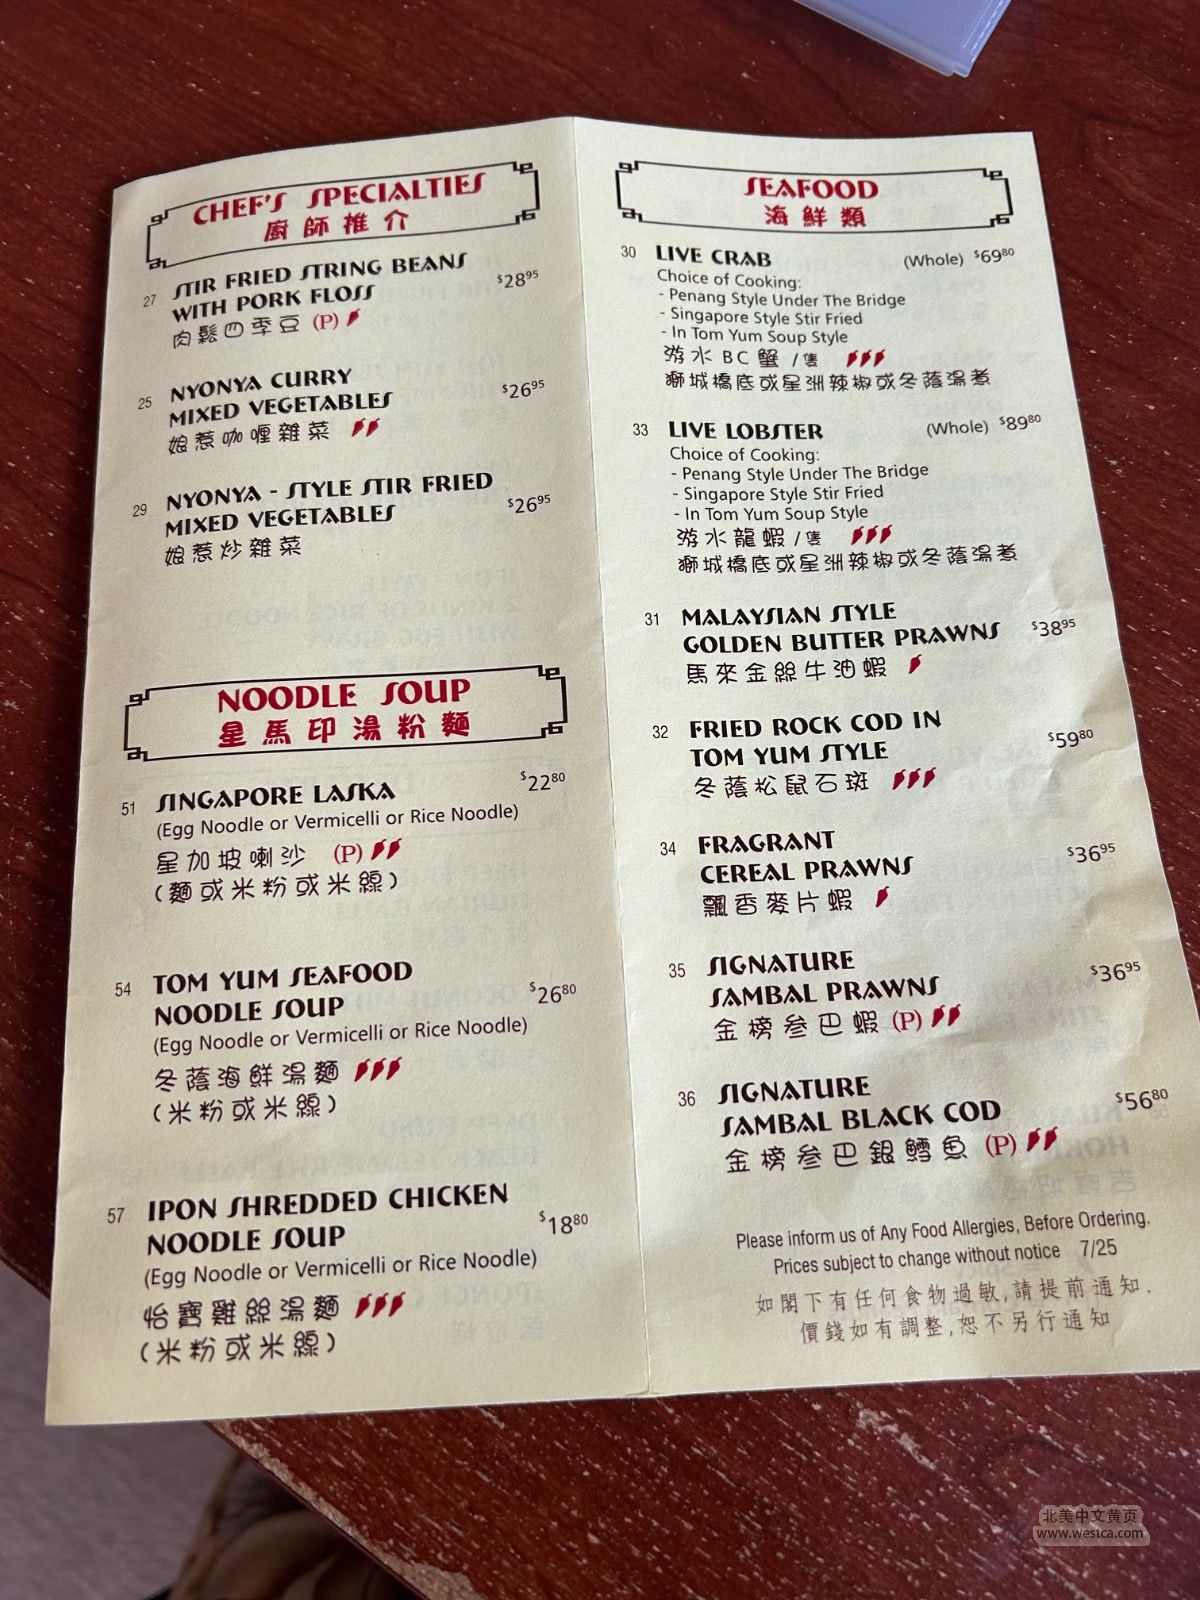 CHEF'S SPECIALTIES
廚師推介
27 STIR FRIED STRING BEANS
WITH PORK FLOSS $28.95
肉鬆四季豆 (P)
25 NYONYA CURRY
MIXED VEGETABLES $26.95
娘惹咖喱雜菜
29 NYONYA - STYLE STIR FRIED
MIXED VEGETABLES $26.95
娘惹炒雜菜
NOODLE SOUP
星馬印湯粉麵
51 SINGAPORE LASKA $22.80
(Egg Noodle or Vermicelli or Rice Noodle)
星加坡喇沙 (P)
(麵或米粉或米線)
54 TOM YUM SEAFOOD
NOODLE SOUP $26.80
(Egg Noodle or Vermicelli or Rice Noodle)
冬蔭海鮮湯麵
(米粉或米線)
57 IPON SHREDDED CHICKEN
NOODLE SOUP $18.80
(Egg Noodle or Vermicelli or Rice Noodle)
怡寶雞絲湯麵
(米粉或米線)
SEAFOOD
海鮮類
30 LIVE CRAB (Whole) $69.80
Choice of Cooking:
- Penang Style Under The Bridge
- Singapore Style Stir Fried
- In Tom Yum Soup Style
游水BC蟹 /隻
獅城橋底或星洲辣椒或冬蔭湯煮
33 LIVE LOBSTER (Whole) $89.80
Choice of Cooking:
- Penang Style Under The Bridge
- Singapore Style Stir Fried
- In Tom Yum Soup Style
游水龍蝦 /隻
獅城橋底或星洲辣椒或冬蔭湯煮
31 MALAYSIAN STYLE
GOLDEN BUTTER PRAWNS $38.95
馬來金絲牛油蝦
32 FRIED ROCK COD IN
TOM YUM STYLE $59.80
冬蔭松鼠石斑
34 FRAGRANT
CEREAL PRAWNS $36.95
飄香麥片蝦
35 SIGNATURE
SAMBAL PRAWNS $36.95
金榜叁巴蝦 (P)
36 SIGNATURE
SAMBAL BLACK COD $56.80
金榜叁巴銀鱈魚 (P)
Please inform us of Any Food Allergies, Before Ordering.
Prices subject to change without notice 7/25
如閣下有任何食物過敏,請提前通知.
價錢如有調整,恕不另行通知
北美中文黄页
www.westca.com